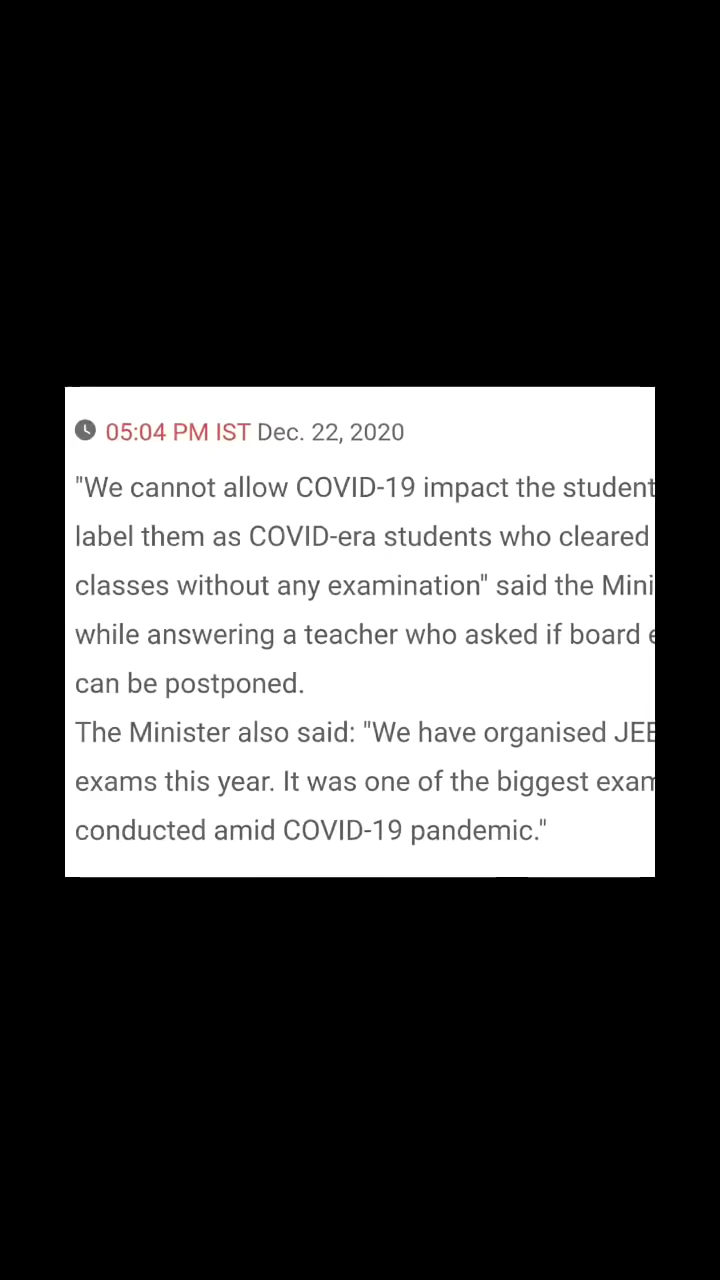 05:04 PM IST Dec. 22, 2020
"We cannot allow COVID-19 impact the student
label them as COVID-era students who cleared
classes without any examination" said the Mini
while answering a teacher who asked if board e
can be postponed.
The Minister also said: "We have organised JEE
exams this year. It was one of the biggest exam
conducted amid COVID-19 pandemic."